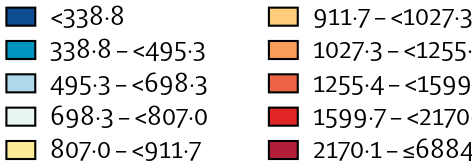 <338·8
338·8 – <495·3
495·3 – <698·3
698·3 – <807·0
807·0 – <911·7
911·7 – <1027·3
1027·3 – <1255·
1255·4 – <1599
1599·7 – <2170
2170·1 – ≤6884